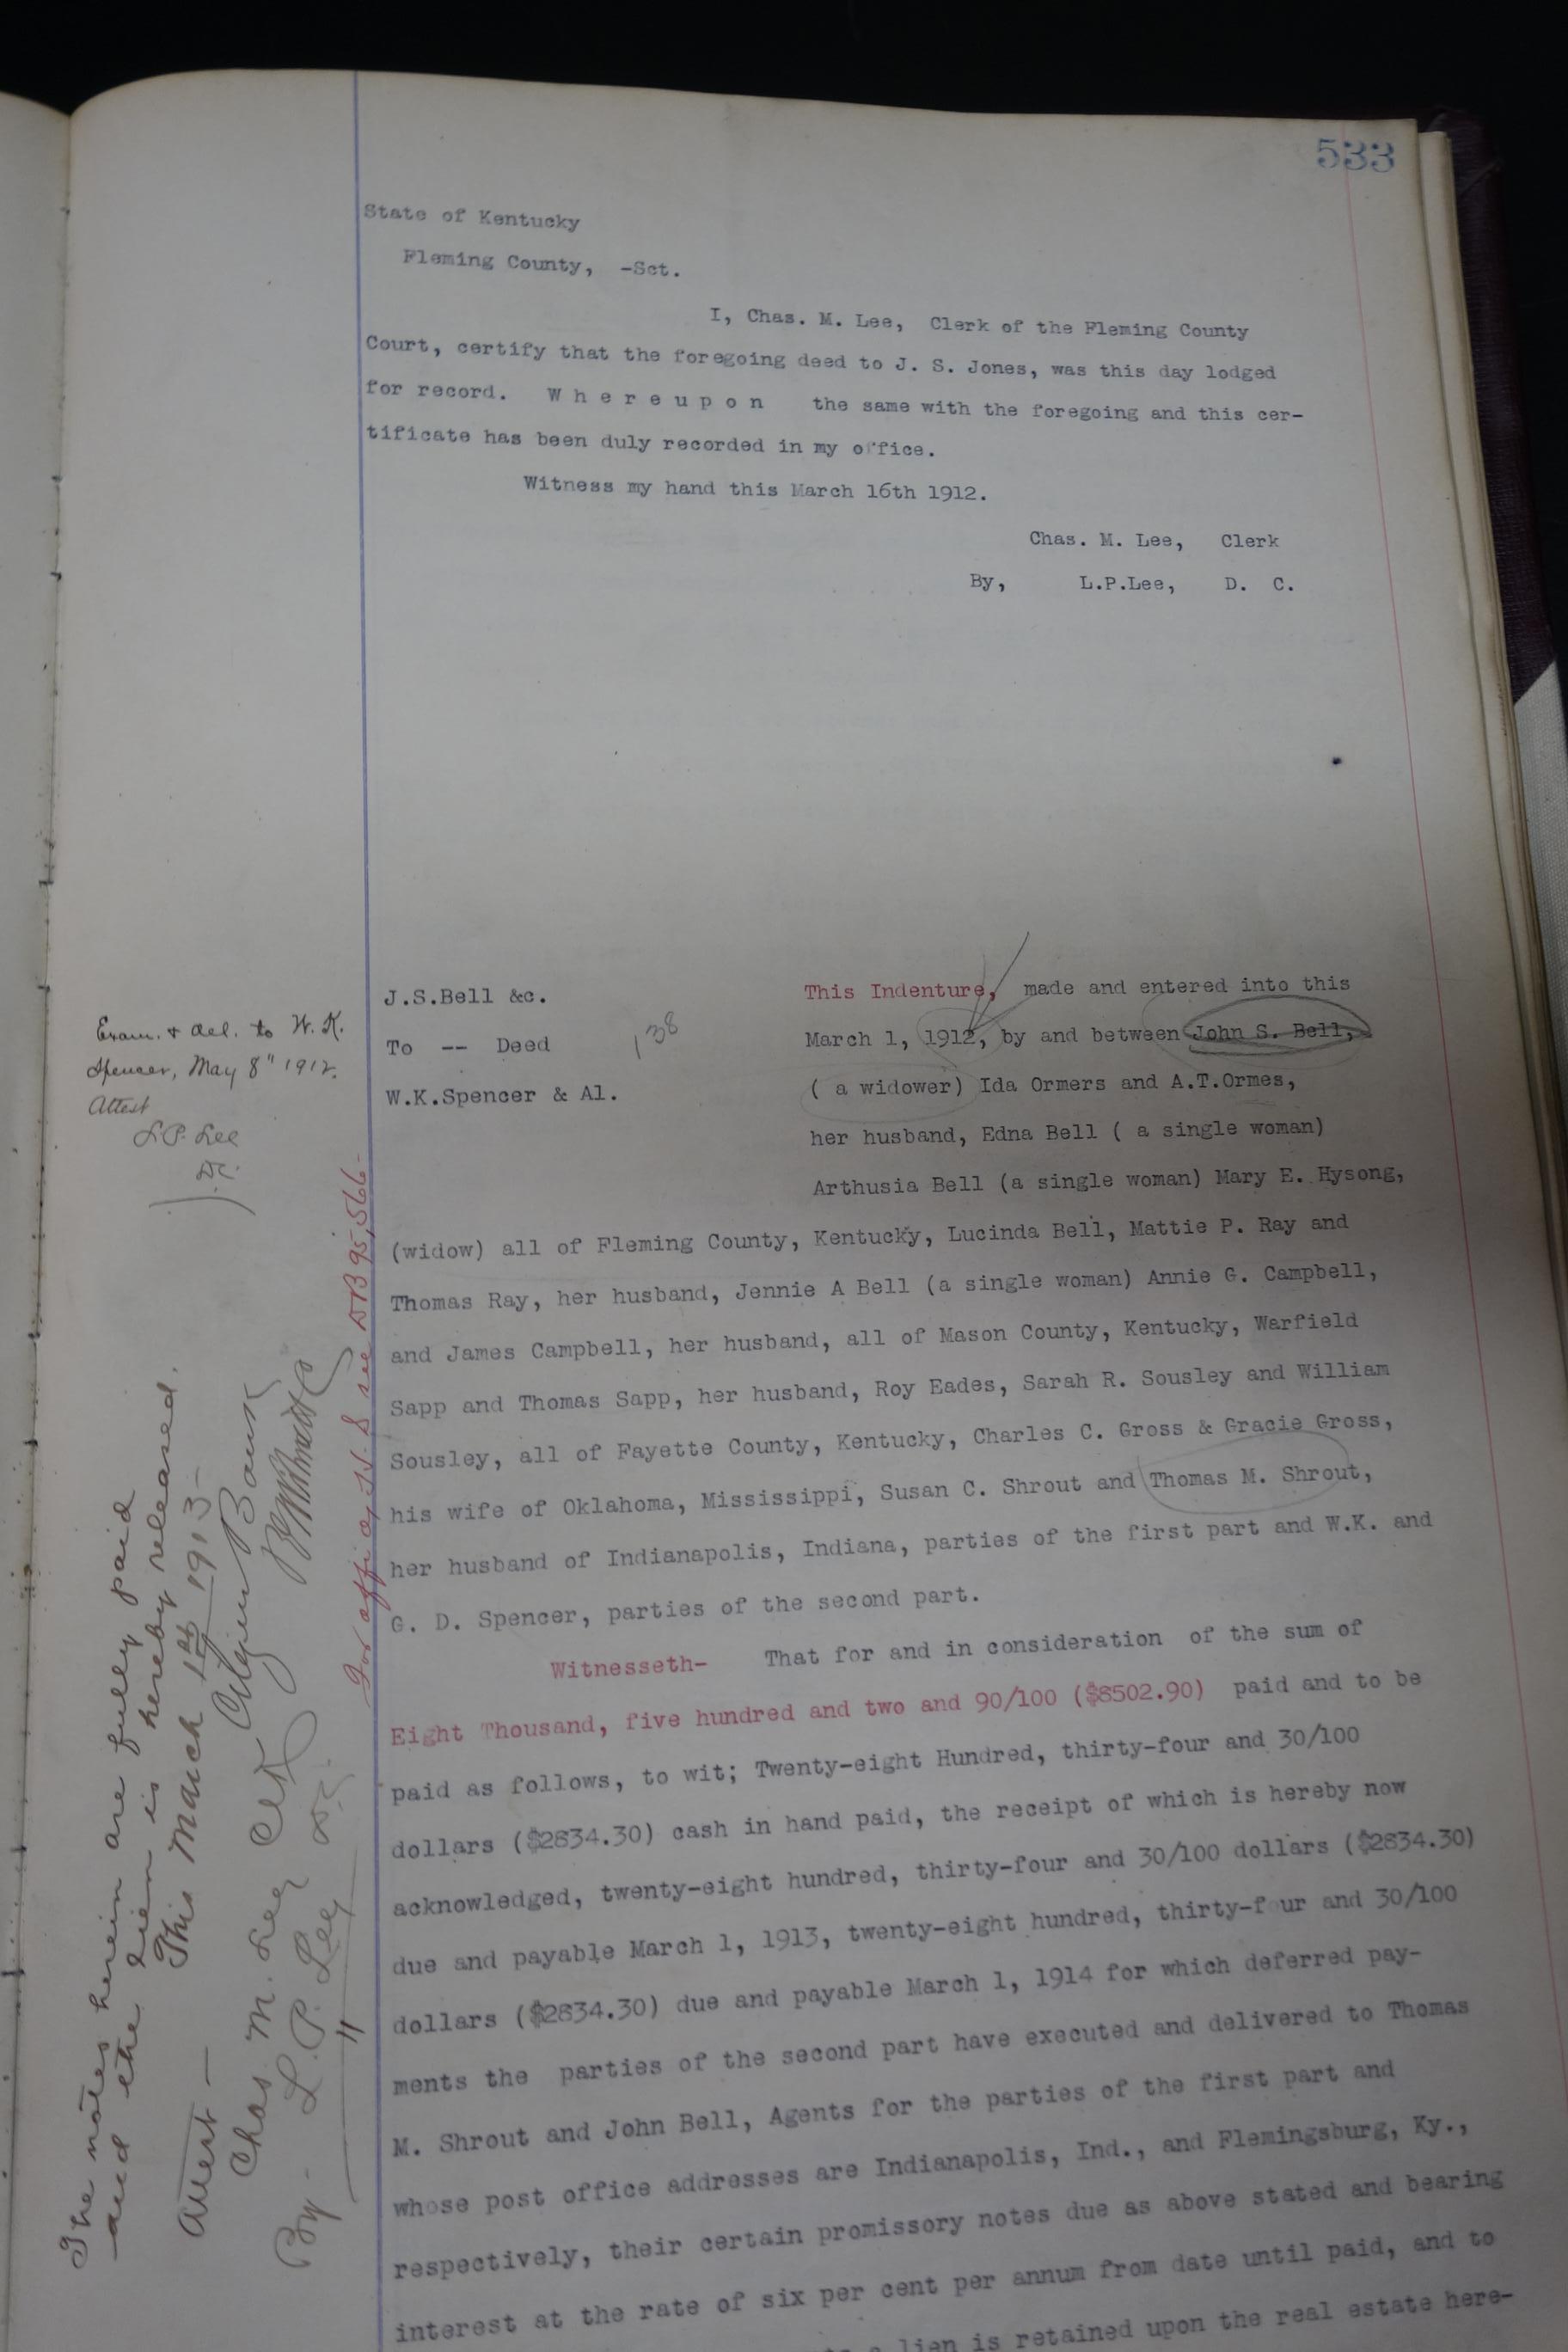 533
State of Kentucky
Fleming County, -Sct.
I, Chas. M. Lee, Clerk of the Fleming County
Court, certify that the foregoing deed to J. S. Jones, was this day lodged
for record. W h e r e u p o n the same with the foregoing and this cer-
tificate has been duly recorded in my office.
Witness my hand this March 16th 1912.
Chas. M. Lee, Clerk
By, L.P.Lee, D. C.
J.S.Bell &c.
To -- Deed
W.K.Spencer & Al.
138
Exam. & del. to W. K.
Spencer, May 8" 1912.
Attest
L.P. Lee
D.C.
This Indenture, made and entered into this
March 1, 1912, by and between John S. Bell,
( a widower) Ida Ormers and A.T.Ormes,
her husband, Edna Bell ( a single woman)
Arthusia Bell (a single woman) Mary E. Hysong,
(widow) all of Fleming County, Kentucky, Lucinda Bell, Mattie P. Ray and
Thomas Ray, her husband, Jennie A Bell (a single woman) Annie G. Campbell,
and James Campbell, her husband, all of Mason County, Kentucky, Warfield
Sapp and Thomas Sapp, her husband, Roy Eades, Sarah R. Sousley and William
Sousley, all of Fayette County, Kentucky, Charles C. Gross & Gracie Gross,
his wife of Oklahoma, Mississippi, Susan C. Shrout and Thomas M. Shrout,
her husband of Indianapolis, Indiana, parties of the first part and W.K. and
G. D. Spencer, parties of the second part.
Witnesseth- That for and in consideration of the sum of
Eight Thousand, five hundred and two and 90/100 ($8502.90) paid and to be
paid as follows, to wit; Twenty-eight Hundred, thirty-four and 30/100
dollars ($2834.30) cash in hand paid, the receipt of which is hereby now
acknowledged, twenty-eight hundred, thirty-four and 30/100 dollars ($2834.30)
due and payable March 1, 1913, twenty-eight hundred, thirty-four and 30/100
dollars ($2834.30) due and payable March 1, 1914 for which deferred pay-
ments the parties of the second part have executed and delivered to Thomas
M. Shrout and John Bell, Agents for the parties of the first part and
whose post office addresses are Indianapolis, Ind., and Flemingsburg, Ky.,
respectively, their certain promissory notes due as above stated and bearing
interest at the rate of six per cent per annum from date until paid, and to
a lien is retained upon the real estate here-
The notes herein are fully paid
and the lien is hereby released.
This March 1st 1913-
Bank
Attest -
Chas. M. Lee Clk
By - L. P. Lee D.C.
see DB 95, 566-